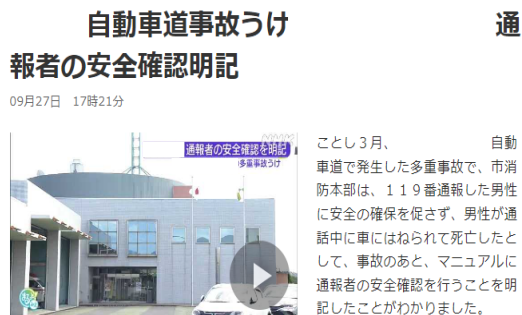 自動車道事故うけ 通
報者の安全確認明記
09月27日 17時21分
NHK
通報者の安全確認を明記
多重事故うけ
ことし３月、 自動
車道で発生した多重事故で、市消
防本部は、１１９番通報した男性
に安全の確保を促さず、男性が通
話中に車にはねられて死亡したと
して、事故のあと、マニュアルに
通報者の安全確認を行うことを明
記したことがわかりました。